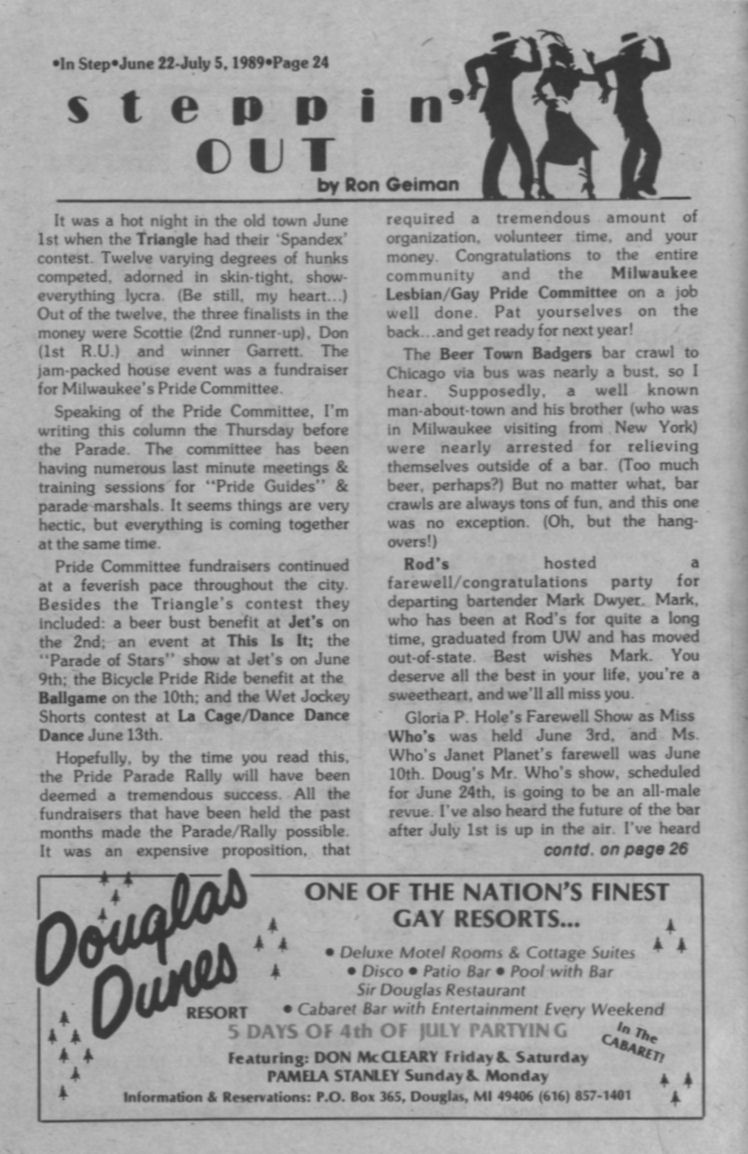 •In Step•June 22-July 5, 1989•Page 24
steppin'
OUT
by Ron Geiman
It was a hot night in the old town June
1st when the Triangle had their 'Spandex'
contest. Twelve varying degrees of hunks
competed, adorned in skin-tight, show-
everything lycra. (Be still, my heart...)
Out of the twelve, the three finalists in the
money were Scottie (2nd runner-up), Don
(1st R.U.) and winner Garrett. The
jam-packed house event was a fundraiser
for Milwaukee's Pride Committee.
Speaking of the Pride Committee, I'm
writing this column the Thursday before
the Parade. The committee has been
having numerous last minute meetings &
training sessions for "Pride Guides" &
parade marshals. It seems things are very
hectic, but everything is coming together
at the same time.
Pride Committee fundraisers continued
at a feverish pace throughout the city.
Besides the Triangle's contest they
included: a beer bust benefit at Jet's on
the 2nd; an event at This Is It; the
"Parade of Stars" show at Jet's on June
9th; the Bicycle Pride Ride benefit at the
Ballgame on the 10th; and the Wet Jockey
Shorts contest at La Cage/Dance Dance
Dance June 13th.
Hopefully, by the time you read this,
the Pride Parade Rally will have been
deemed a tremendous success. All the
fundraisers that have been held the past
months made the Parade/Rally possible.
It was an expensive proposition, that
required a tremendous amount of
organization, volunteer time, and your
money. Congratulations to the entire
community and the Milwaukee
Lesbian/Gay Pride Committee on a job
well done. Pat yourselves on the
back...and get ready for next year!
The Beer Town Badgers bar crawl to
Chicago via bus was nearly a bust, so I
hear. Supposedly, a well known
man-about-town and his brother (who was
in Milwaukee visiting from New York)
were nearly arrested for relieving
themselves outside of a bar. (Too much
beer, perhaps?) But no matter what, bar
crawls are always tons of fun, and this one
was no exception. (Oh, but the hang-
overs!)
Rod's hosted a
farewell/congratulations party for
departing bartender Mark Dwyer. Mark,
who has been at Rod's for quite a long
time, graduated from UW and has moved
out-of-state. Best wishes Mark. You
deserve all the best in your life, you're a
sweetheart, and we'll all miss you.
Gloria P. Hole's Farewell Show as Miss
Who's was held June 3rd, and Ms.
Who's Janet Planet's farewell was June
10th. Doug's Mr. Who's show, scheduled
for June 24th, is going to be an all-male
revue. I've also heard the future of the bar
after July 1st is up in the air. I've heard
contd. on page 26
Douglas
Dunes
RESORT
ONE OF THE NATION'S FINEST
GAY RESORTS...
• Deluxe Motel Rooms & Cottage Suites
• Disco • Patio Bar • Pool with Bar
Sir Douglas Restaurant
• Cabaret Bar with Entertainment Every Weekend
5 DAYS OF 4th OF JULY PARTYING
In The
CABARET!
Featuring: DON McCLEARY Friday & Saturday
PAMELA STANLEY Sunday & Monday
Information & Reservations: P.O. Box 365, Douglas, MI 49406 (616) 857-1401